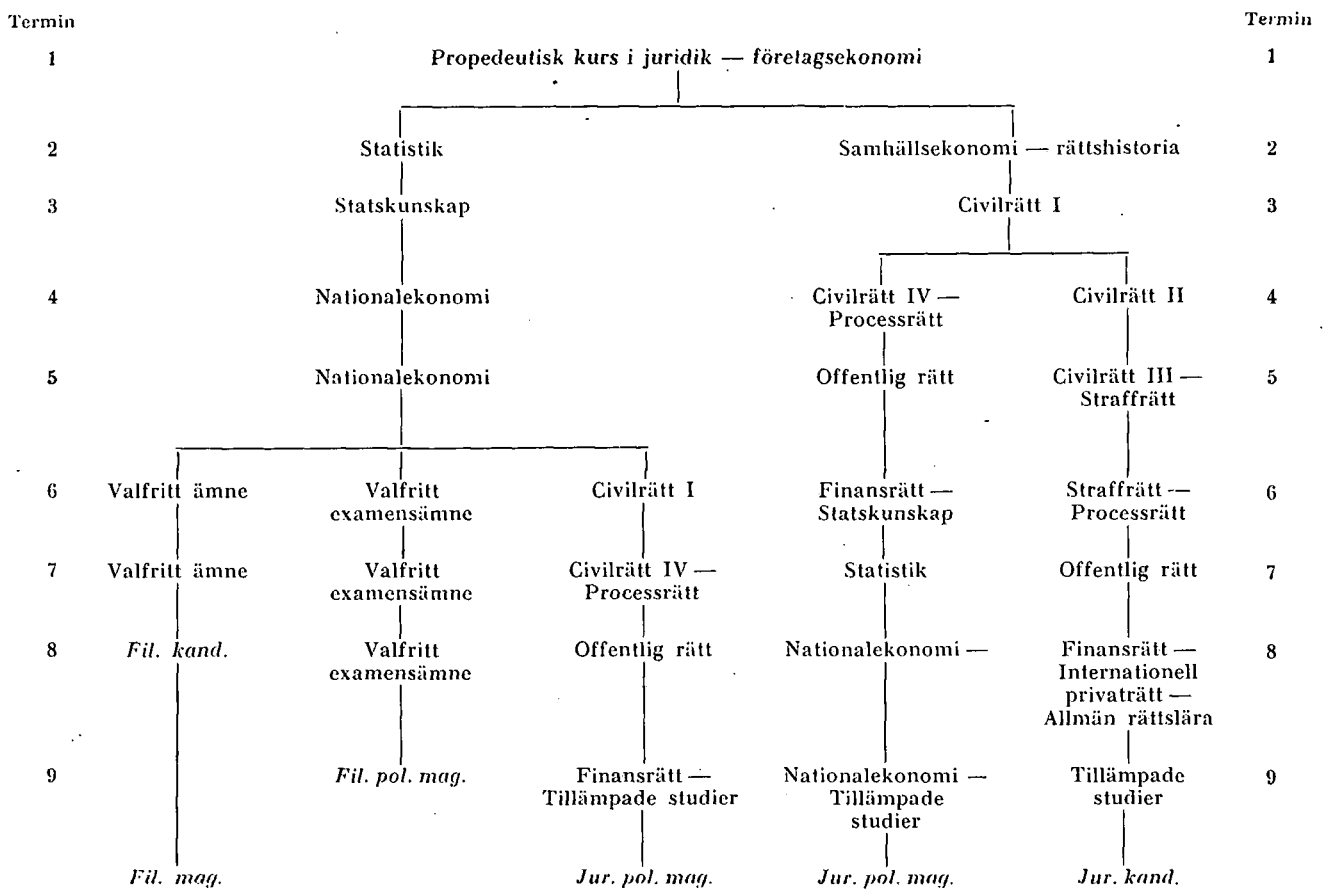 Termin Termin
1 Propedeutisk kurs i juridik — företagsekonomi 1
2 Statistik Samhällsekonomi — rättshistoria 2
3 Statskunskap Civilrätt I 3
4 Nationalekonomi Civilrätt IV — Civilrätt II 4
Processrätt
5 Nationalekonomi Offentlig rätt Civilrätt III — 5
Straffrätt
6 Valfritt ämne Valfritt Civilrätt I Finansrätt — Straffrätt — 6
examensämne Statskunskap Processrätt
7 Valfritt ämne Valfritt Civilrätt IV — Statistik Offentlig rätt 7
examensämne Processrätt
8 Fil. kand. Valfritt Offentlig rätt Nationalekonomi — Finansrätt — 8
examensämne Internationell
privaträtt —
Allmän rättslära
9 Fil. pol. mag. Finansrätt — Nationalekonomi — Tillämpade 9
Tillämpade studier Tillämpade studier
studier
Fil. mag. Jur. pol. mag. Jur. pol. mag. Jur. kand.